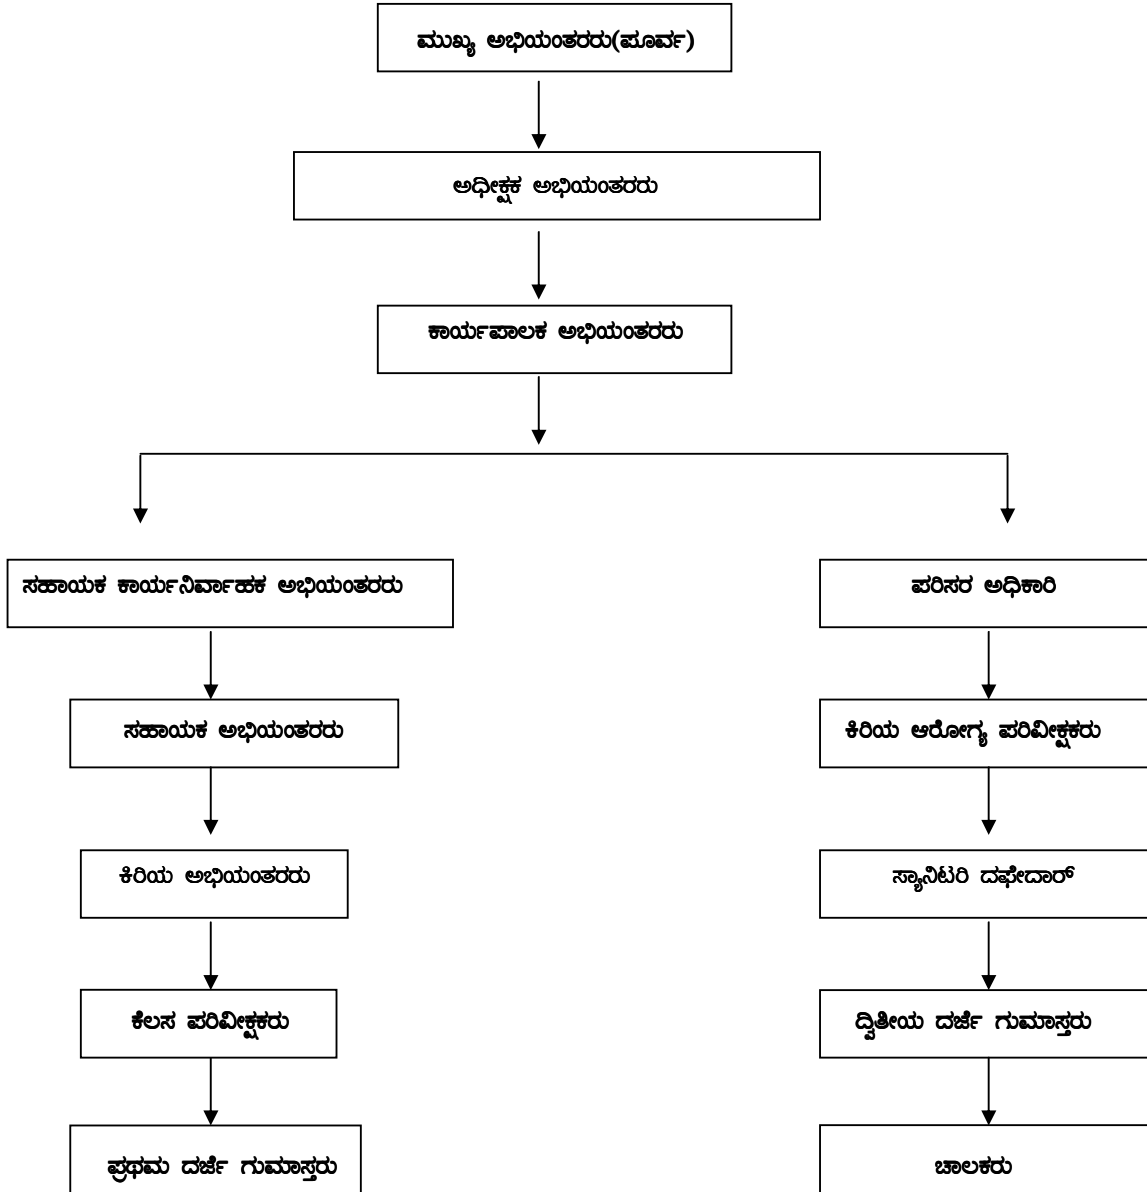 ಮುಖ್ಯ ಅಭಿಯಂತರರು(ಪೂರ್ವ)
ಅಧೀಕ್ಷಕ ಅಭಿಯಂತರರು
ಕಾರ್ಯಪಾಲಕ ಅಭಿಯಂತರರು
ಸಹಾಯಕ ಕಾರ್ಯನಿರ್ವಾಹಕ ಅಭಿಯಂತರರು
ಪರಿಸರ ಅಧಿಕಾರಿ
ಸಹಾಯಕ ಅಭಿಯಂತರರು
ಕಿರಿಯ ಆರೋಗ್ಯ ಪರಿವೀಕ್ಷಕರು
ಕಿರಿಯ ಅಭಿಯಂತರರು
ಸ್ಯಾನಿಟರಿ ದಫೇದಾರ್
ಕೆಲಸ ಪರಿವೀಕ್ಷಕರು
ದ್ವಿತೀಯ ದರ್ಜೆ ಗುಮಾಸ್ತರು
ಪ್ರಥಮ ದರ್ಜೆ ಗುಮಾಸ್ತರು
ಚಾಲಕರು